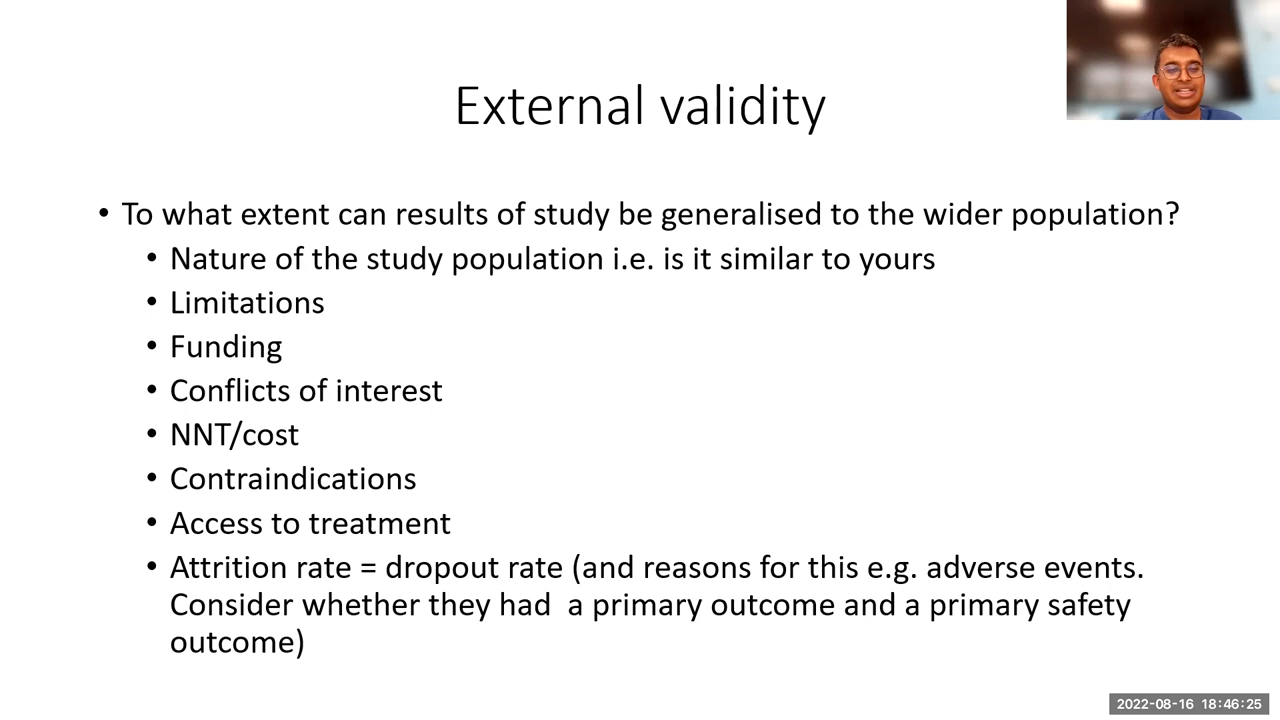 External validity
• To what extent can results of study be generalised to the wider population?
• Nature of the study population i.e. is it similar to yours
• Limitations
• Funding
• Conflicts of interest
• NNT/cost
• Contraindications
• Access to treatment
• Attrition rate = dropout rate (and reasons for this e.g. adverse events.
Consider whether they had  a primary outcome and a primary safety
outcome)
2022-08-16 18:46:25